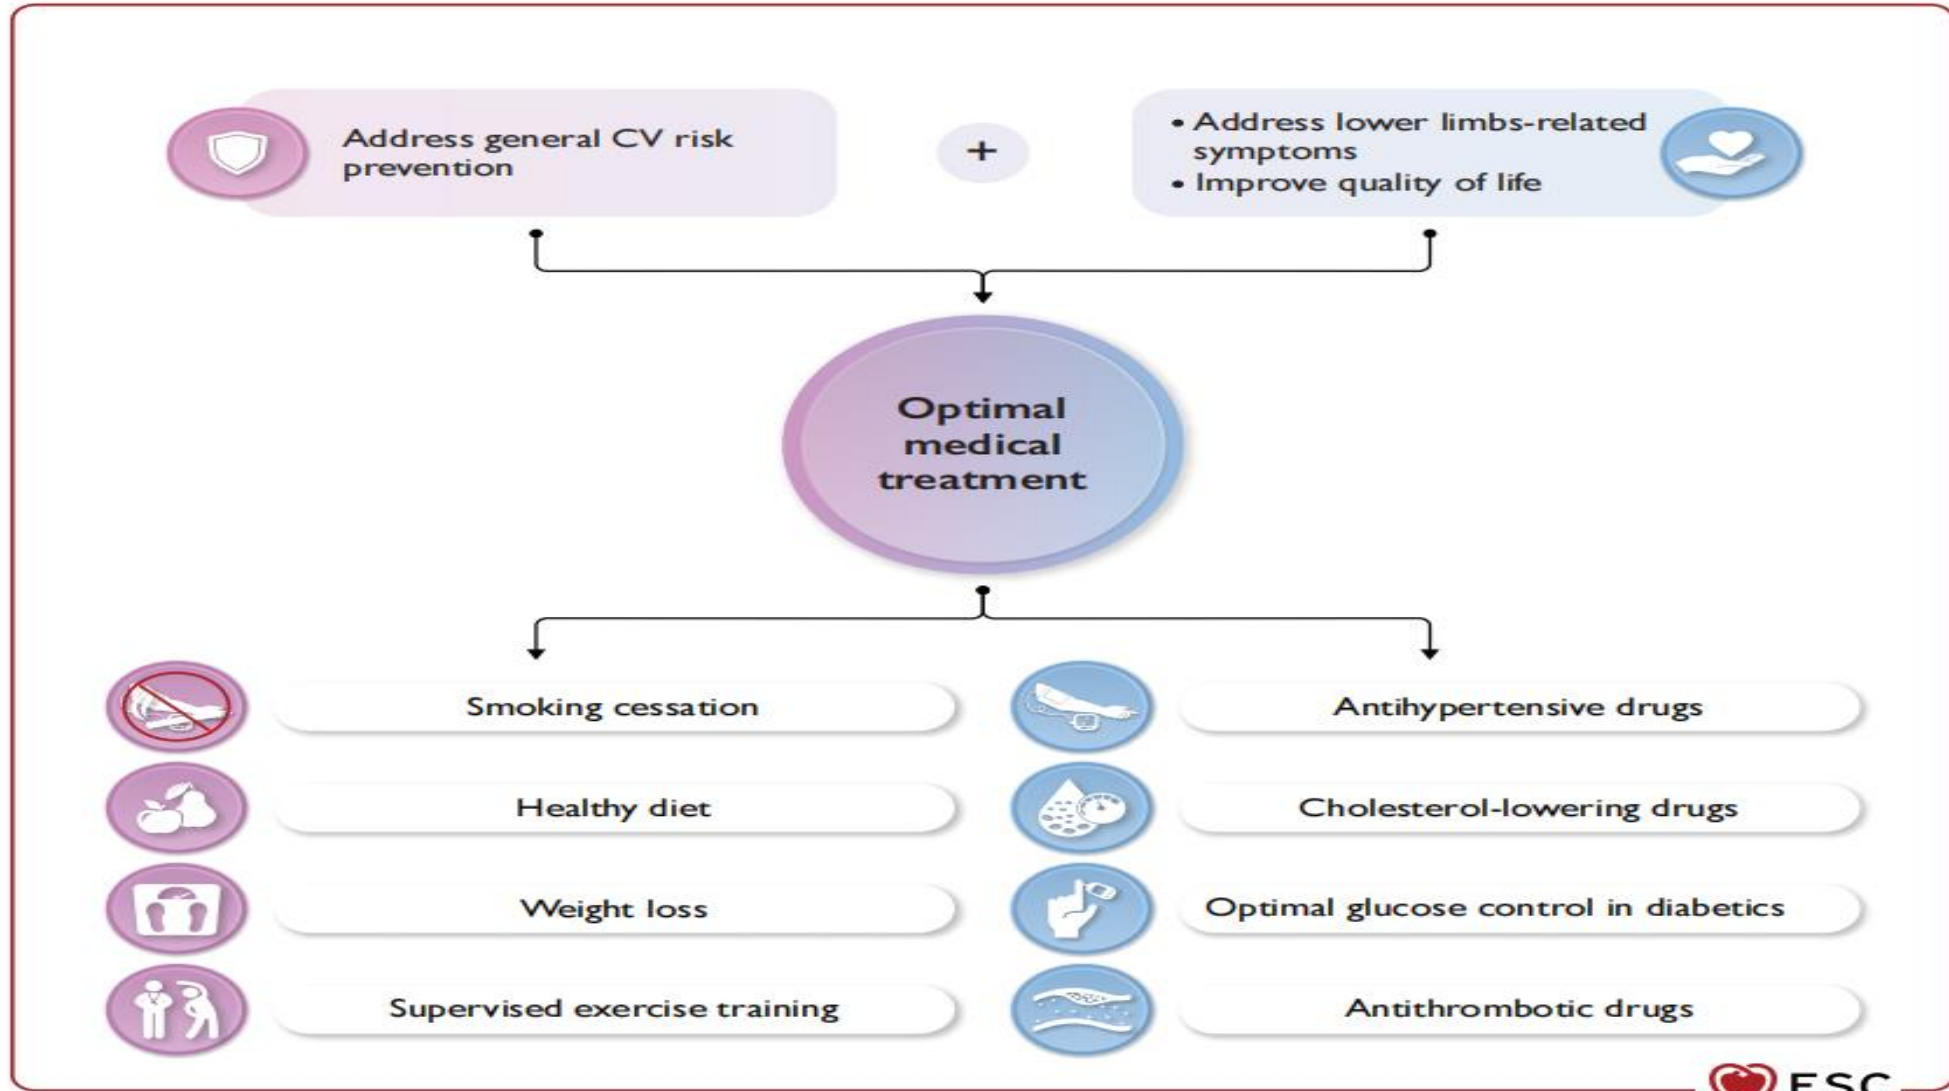 Address general CV risk
prevention
+
• Address lower limbs-related
symptoms
• Improve quality of life
Optimal
medical
treatment
Smoking cessation
Antihypertensive drugs
Healthy diet
Cholesterol-lowering drugs
Weight loss
Optimal glucose control in diabetics
Supervised exercise training
Antithrombotic drugs
ESC